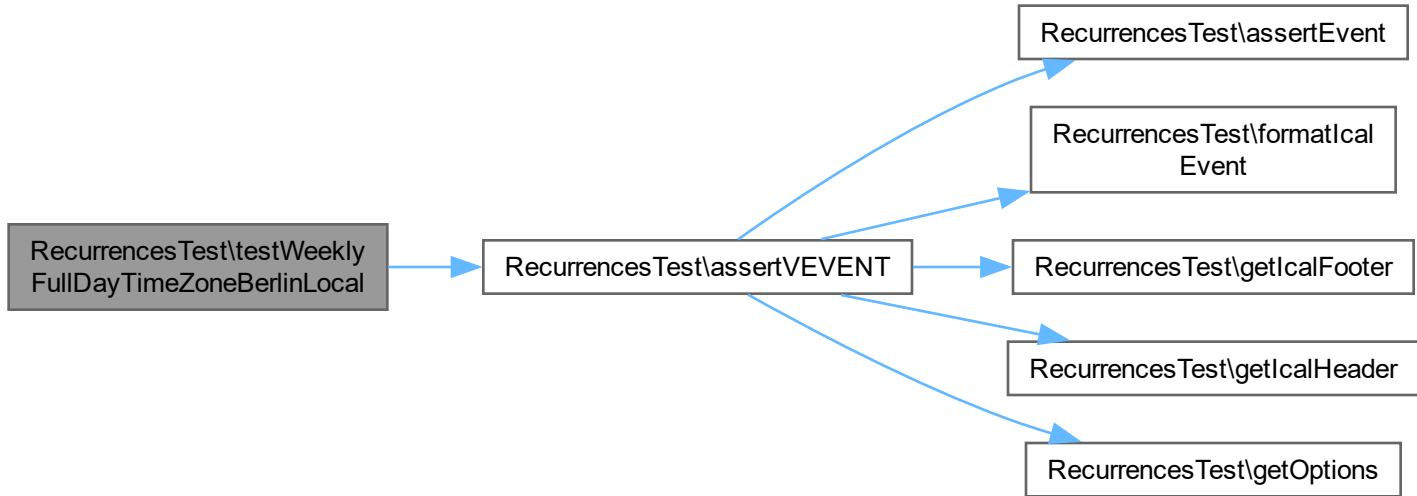 RecurrencesTest\testWeekly
FullDayTimeZoneBerlinLocal
RecurrencesTest\assertVEVENT
RecurrencesTest\assertEvent
RecurrencesTest\formatIcal
Event
RecurrencesTest\getIcalFooter
RecurrencesTest\getIcalHeader
RecurrencesTest\getOptions